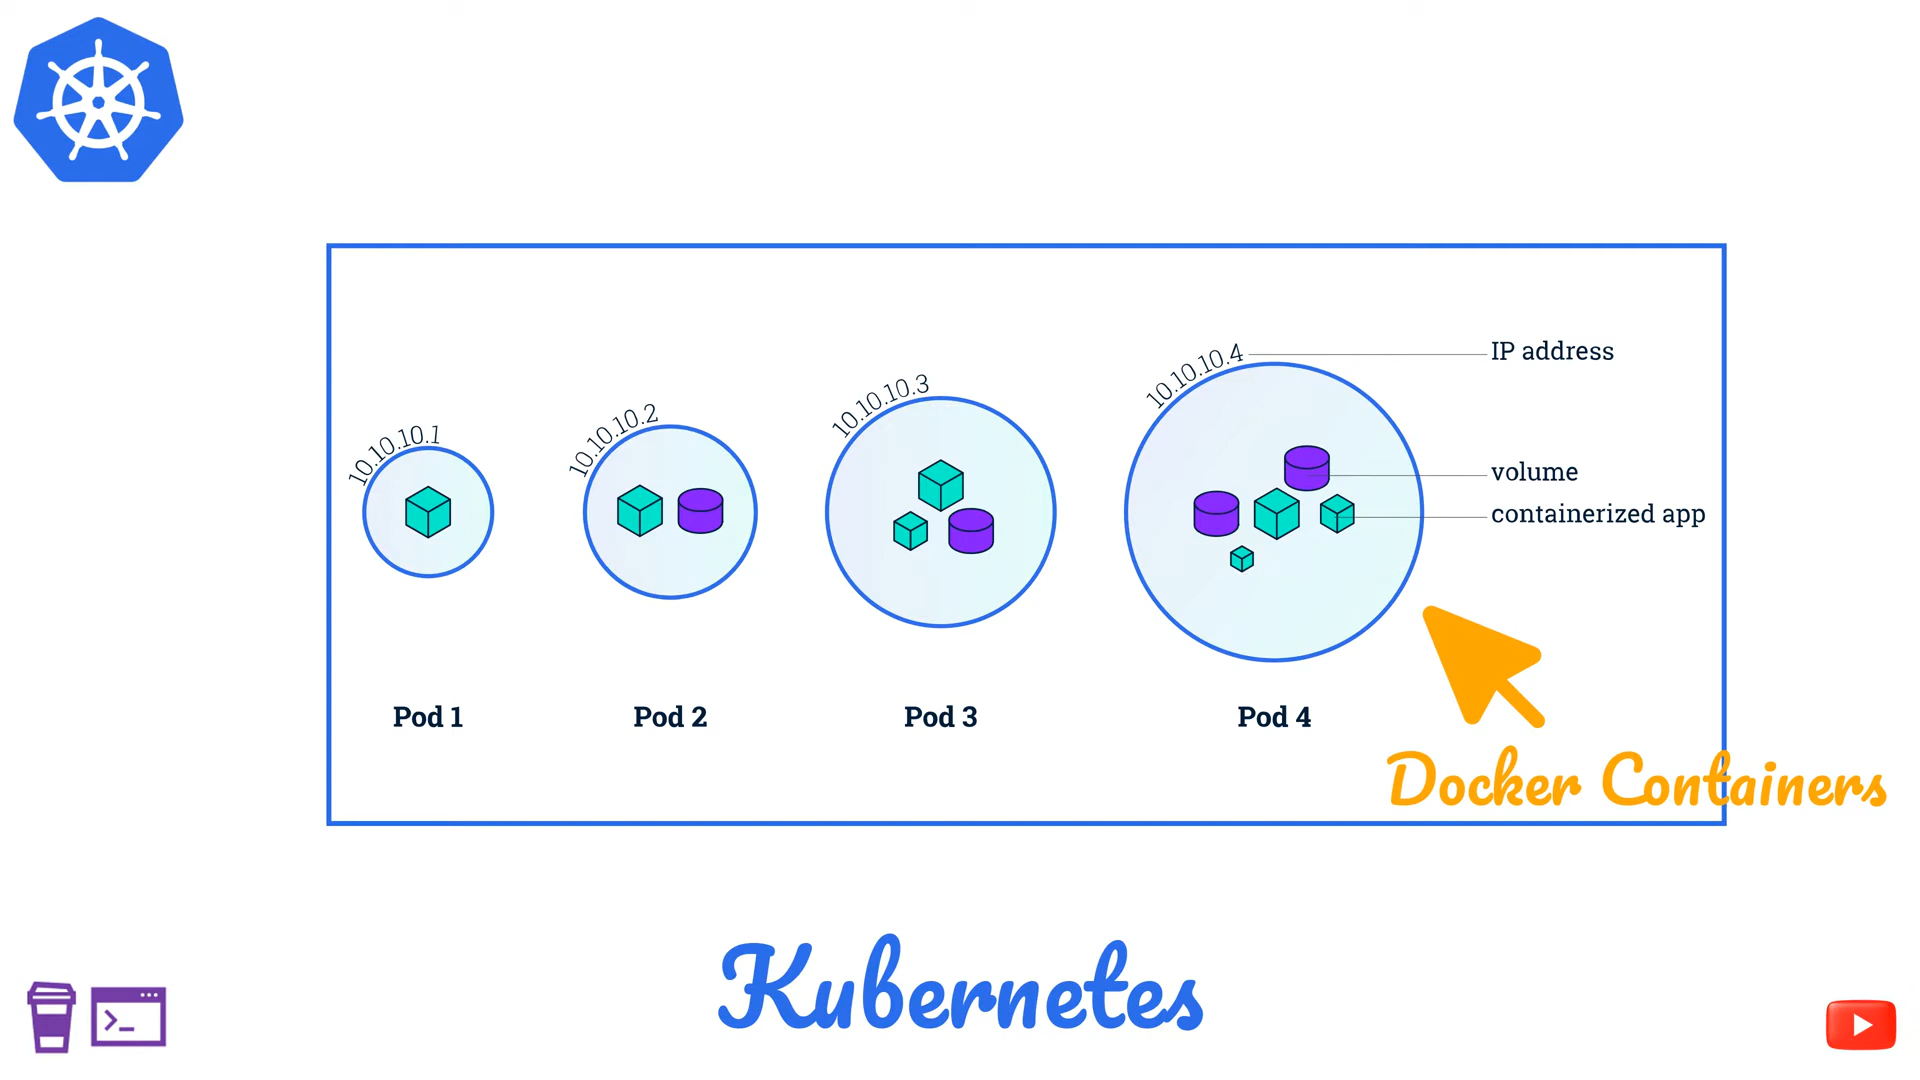 10.10.10.1
10.10.10.2
10.10.10.3
10.10.10.4
IP address
volume
containerized app
Pod 1
Pod 2
Pod 3
Pod 4
Docker Containers
Kubernetes
>_